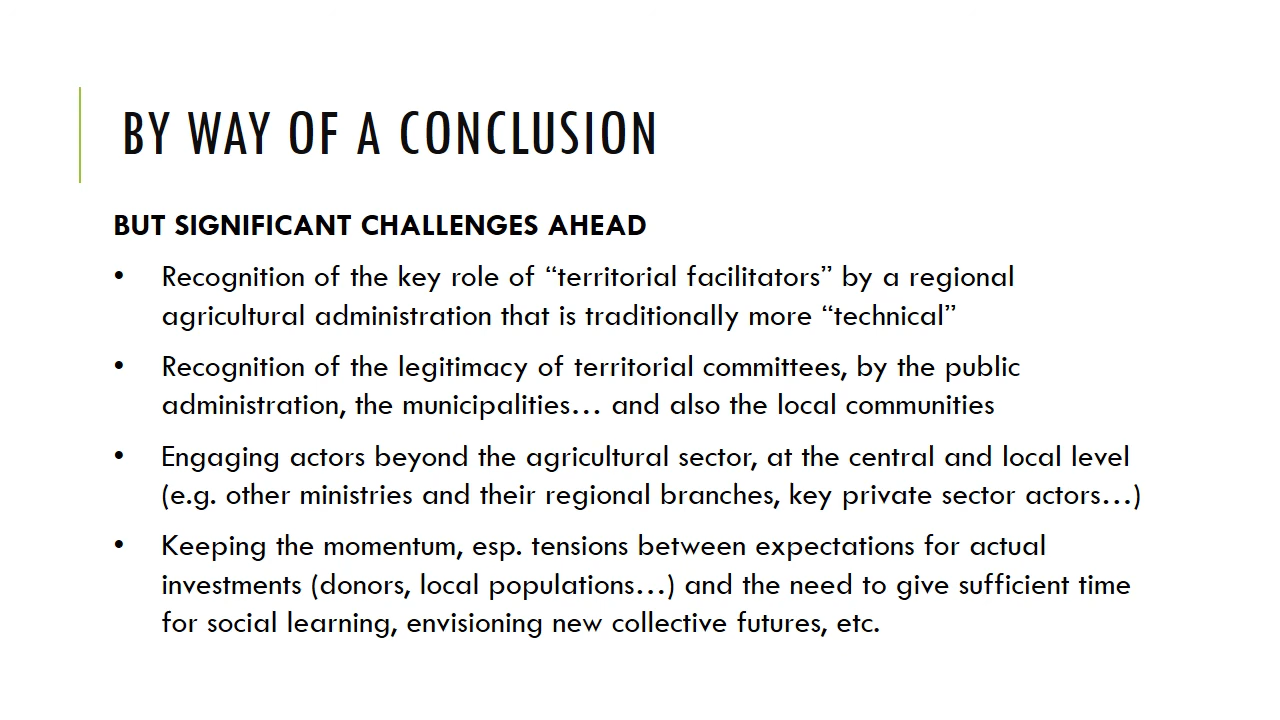 BY WAY OF A CONCLUSION
BUT SIGNIFICANT CHALLENGES AHEAD
• Recognition of the key role of “territorial facilitators” by a regional
agricultural administration that is traditionally more “technical”
• Recognition of the legitimacy of territorial committees, by the public
administration, the municipalities… and also the local communities
• Engaging actors beyond the agricultural sector, at the central and local level
(e.g. other ministries and their regional branches, key private sector actors…)
• Keeping the momentum, esp. tensions between expectations for actual
investments (donors, local populations…) and the need to give sufficient time
for social learning, envisioning new collective futures, etc.